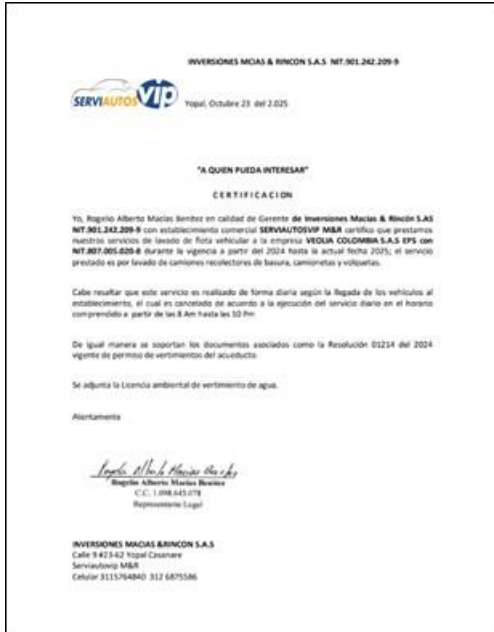 INVERSIONES MCIAS & RINCON S.A.S NIT.901.242.209-9
SERVIAUTOS VIP
Yopal, Octubre 23 del 2.025
"A QUIEN PUEDA INTERESAR"
C E R T I F I C A C I O N
Yo, Rogelio Alberto Macías Benítez en calidad de Gerente de Inversiones Macias & Rincón S.AS
NIT.901.242.209-9 con establecimiento comercial SERVIAUTOSVIP M&R certifico que prestamos
nuestros servicios de lavado de flota vehicular a la empresa VEOLIA COLOMBIA S.A.S EPS con
NIT.807.005.020-8 durante la vigencia a partir del 2024 hasta la actual fecha 2025; el servicio
prestado es por lavado de camiones recolectores de basura, camionetas y volquetas.
Cabe resaltar que este servicio es realizado de forma diaria según la llegada de los vehículos al
establecimiento, el cual es cancelado de acuerdo a la ejecución del servicio diario en el horario
comprendido a partir de las 8 Am hasta las 10 Pm
De igual manera se soportan los documentos asociados como la Resolución 01214 del 2024
vigente de permiso de vertimientos del acueducto.
Se adjunta la Licencia ambiental de vertimiento de agua.
Atentamente
Rogelio Alberto Macias Benitez
Rogelio Alberto Macias Benitez
C.C. 1.098.645.078
Representante Legal
INVERSIONES MACIAS &RINCON S.A.S
Calle 9 #23-62 Yopal Casanare
Serviautovip M&R
Celular 3115764840 312 6875586